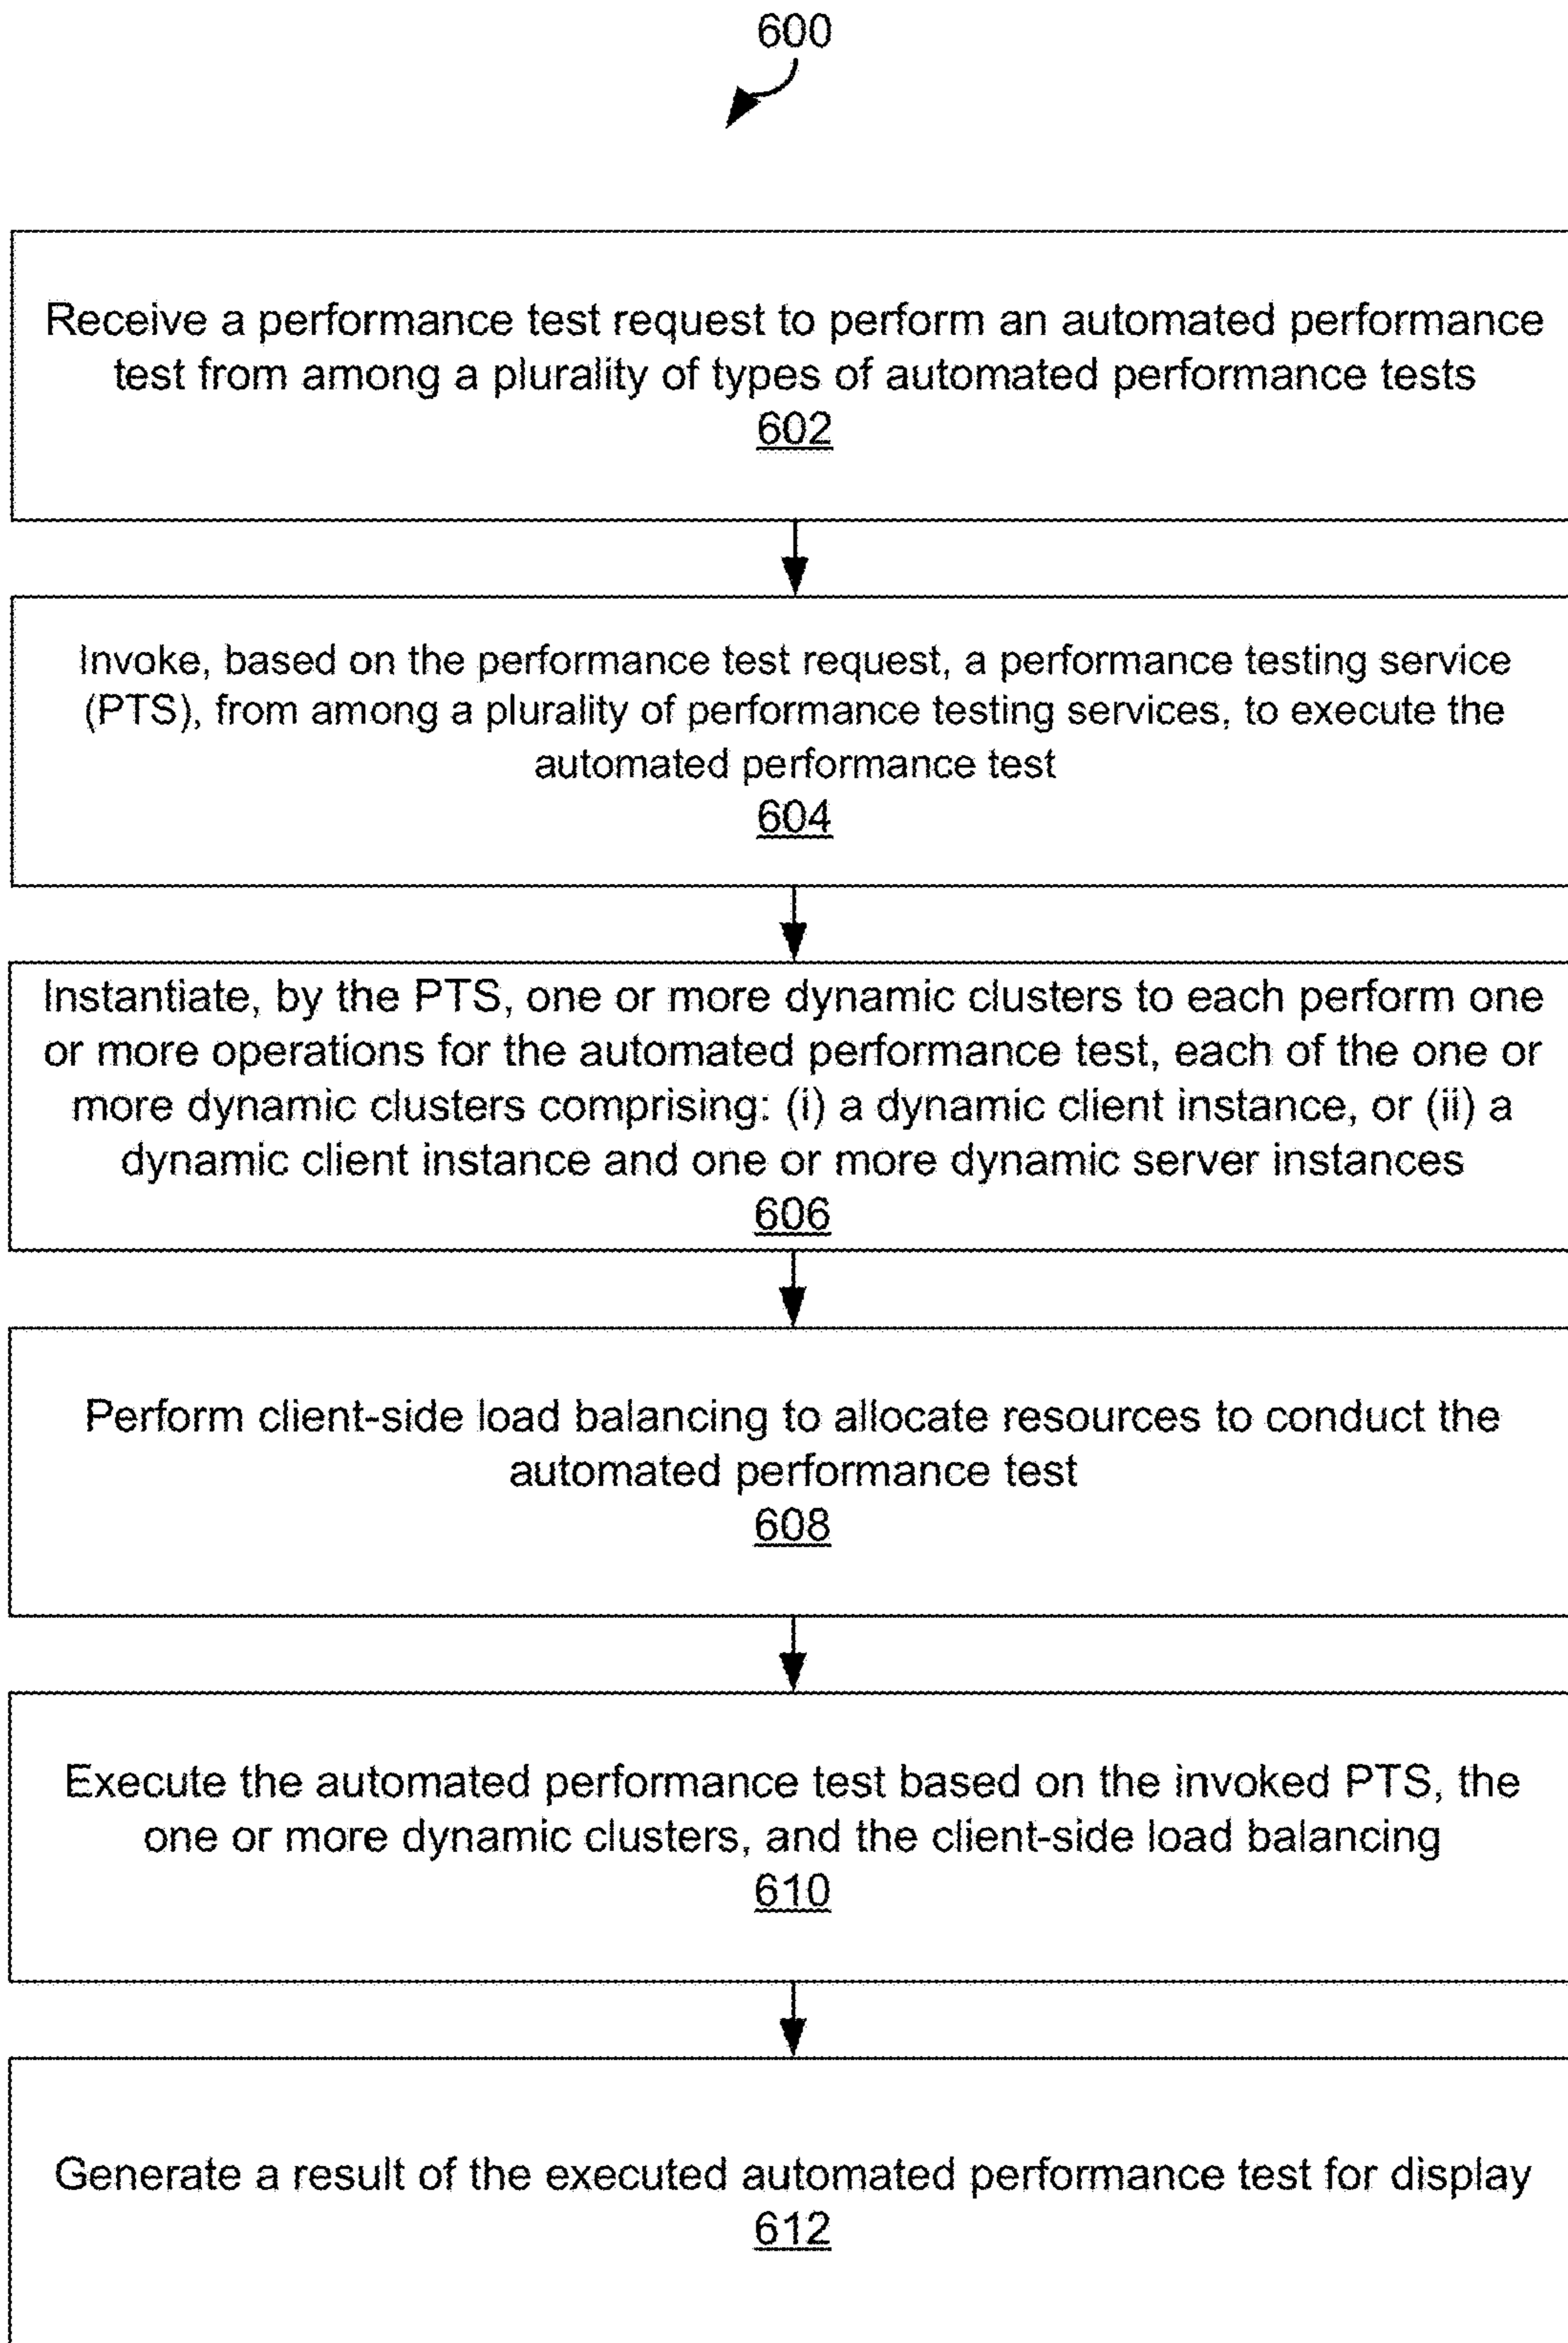 600
Receive a performance test request to perform an automated performance
test from among a plurality of types of automated performance tests
602
Invoke, based on the performance test request, a performance testing service
(PTS), from among a plurality of performance testing services, to execute the
automated performance test
604
Instantiate, by the PTS, one or more dynamic clusters to each perform one
or more operations for the automated performance test, each of the one or
more dynamic clusters comprising: (i) a dynamic client instance, or (ii) a
dynamic client instance and one or more dynamic server instances
606
Perform client-side load balancing to allocate resources to conduct the
automated performance test
608
Execute the automated performance test based on the invoked PTS, the
one or more dynamic clusters, and the client-side load balancing
610
Generate a result of the executed automated performance test for display
612